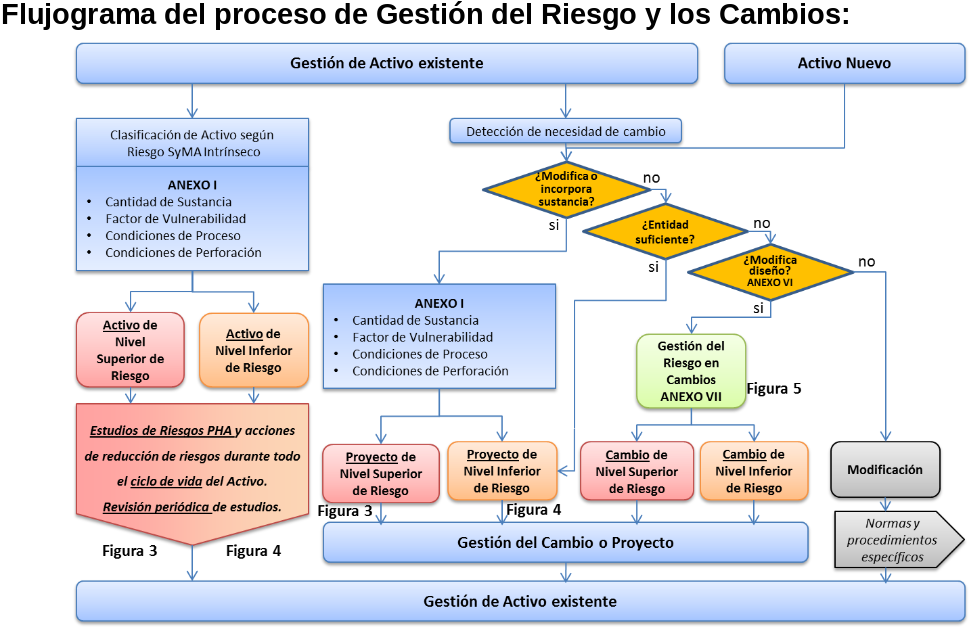 Flujograma del proceso de Gestión del Riesgo y los Cambios:
Gestión de Activo existente
Activo Nuevo
Clasificación de Activo según
Riesgo SyMA Intrínseco
ANEXO I
• Cantidad de Sustancia
• Factor de Vulnerabilidad
• Condiciones de Proceso
• Condiciones de Perforación
Activo de
Nivel
Superior de
Riesgo
Activo de
Nivel Inferior
de Riesgo
Estudios de Riesgos PHA y acciones
de reducción de riesgos durante todo
el ciclo de vida del Activo.
Revisión periódica de estudios.
Figura 3
Figura 4
Detección de necesidad de cambio
¿Modifica o
incorpora
sustancia?
no
si
¿Entidad
suficiente?
no
si
¿Modifica
diseño?
ANEXO VI
no
si
ANEXO I
• Cantidad de Sustancia
• Factor de Vulnerabilidad
• Condiciones de Proceso
• Condiciones de Perforación
Gestión del
Riesgo en
Cambios
ANEXO VII
Figura 5
Proyecto de
Nivel Superior
de Riesgo
Proyecto de
Nivel Inferior
de Riesgo
Cambio de
Nivel Superior
de Riesgo
Cambio de
Nivel Inferior
de Riesgo
Modificación
Figura 3
Figura 4
Normas y
procedimientos
específicos
Gestión del Cambio o Proyecto
Gestión de Activo existente